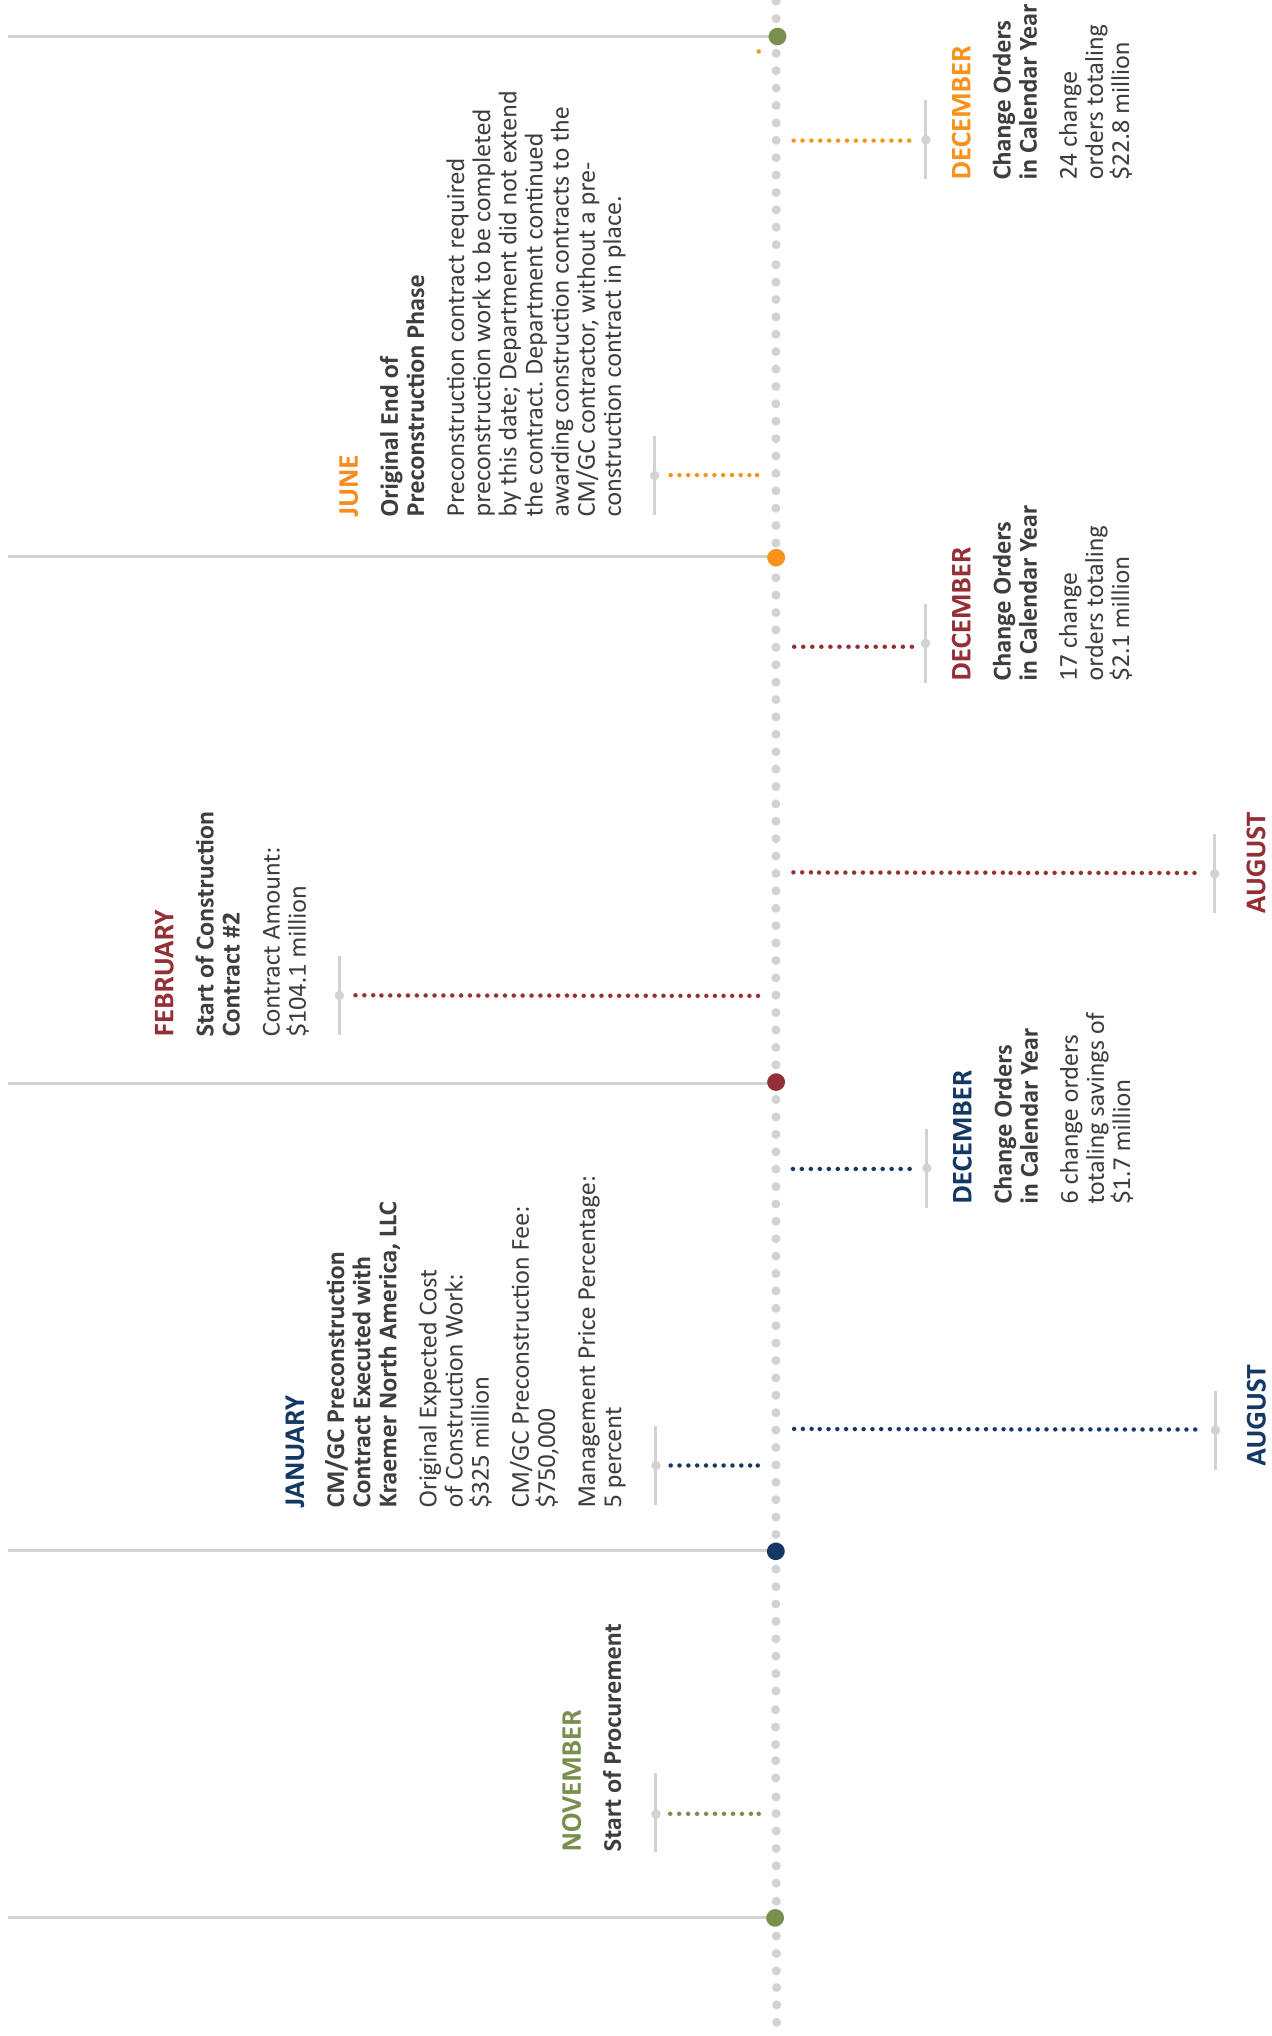 NOVEMBER
Start of Procurement
JANUARY
CM/GC Preconstruction
Contract Executed with
Kraemer North America, LLC
Original Expected Cost
of Construction Work:
$325 million
CM/GC Preconstruction Fee:
$750,000
Management Price Percentage:
5 percent
AUGUST
DECEMBER
Change Orders
in Calendar Year
6 change orders
totaling savings of
$1.7 million
FEBRUARY
Start of Construction
Contract #2
Contract Amount:
$104.1 million
AUGUST
DECEMBER
Change Orders
in Calendar Year
17 change
orders totaling
$2.1 million
JUNE
Original End of
Preconstruction Phase
Preconstruction contract required
preconstruction work to be completed
by this date; Department did not extend
the contract. Department continued
awarding construction contracts to the
CM/GC contractor, without a pre-
construction contract in place.
DECEMBER
Change Orders
in Calendar Year
24 change
orders totaling
$22.8 million